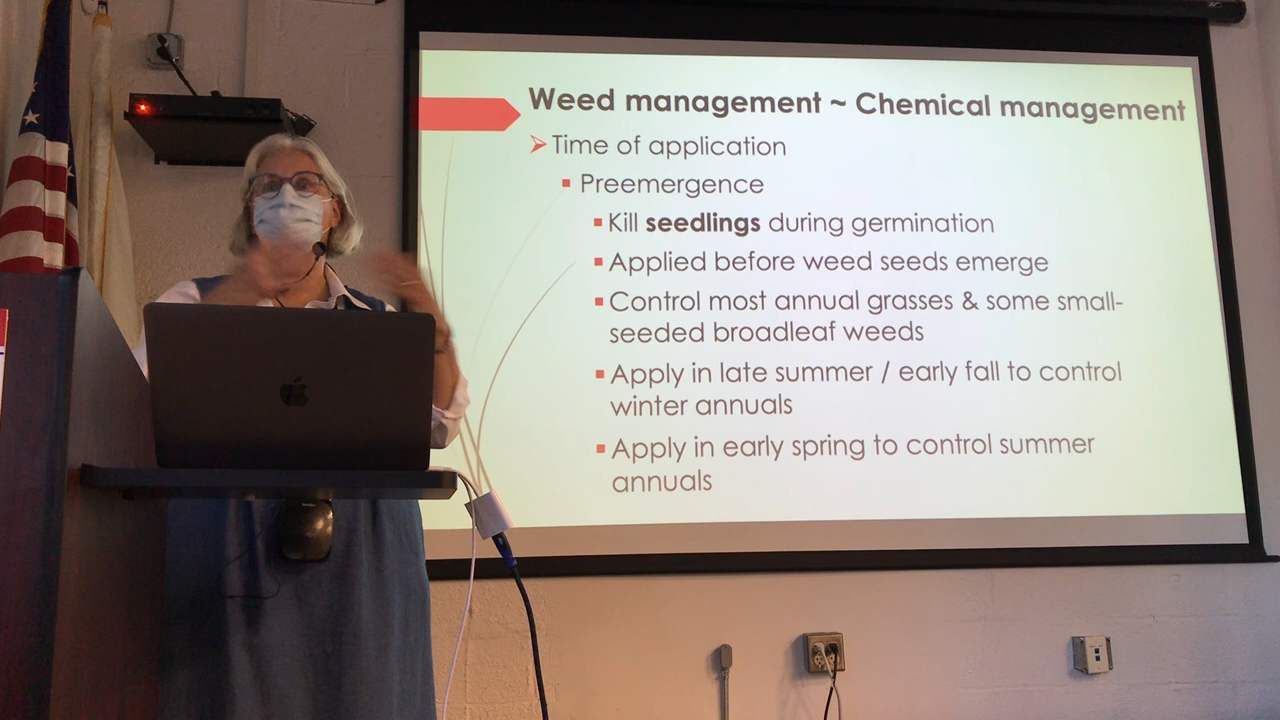 Weed management ~ Chemical management
Time of application
Preemergence
Kill seedlings during germination
Applied before weed seeds emerge
Control most annual grasses & some small-
seeded broadleaf weeds
Apply in late summer / early fall to control
winter annuals
Apply in early spring to control summer
annuals